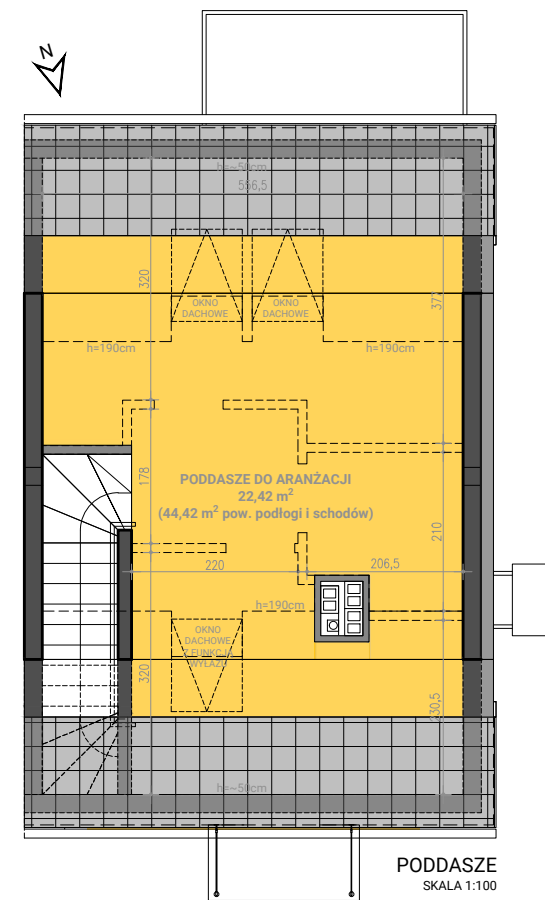 N
h=~50cm
556,5
320
373
OKNO
DACHOWE
OKNO
DACHOWE
h=190cm
h=190cm
178
PODDASZE DO ARANŻACJI
22,42 m²
(44,42 m² pow. podłogi i schodów)
210
220
206,5
h=190cm
OKNO
DACHOWE
Z FUNKCJĄ
WYŁAZU
320
230,5
h=~50cm
PODDASZE
SKALA 1:100